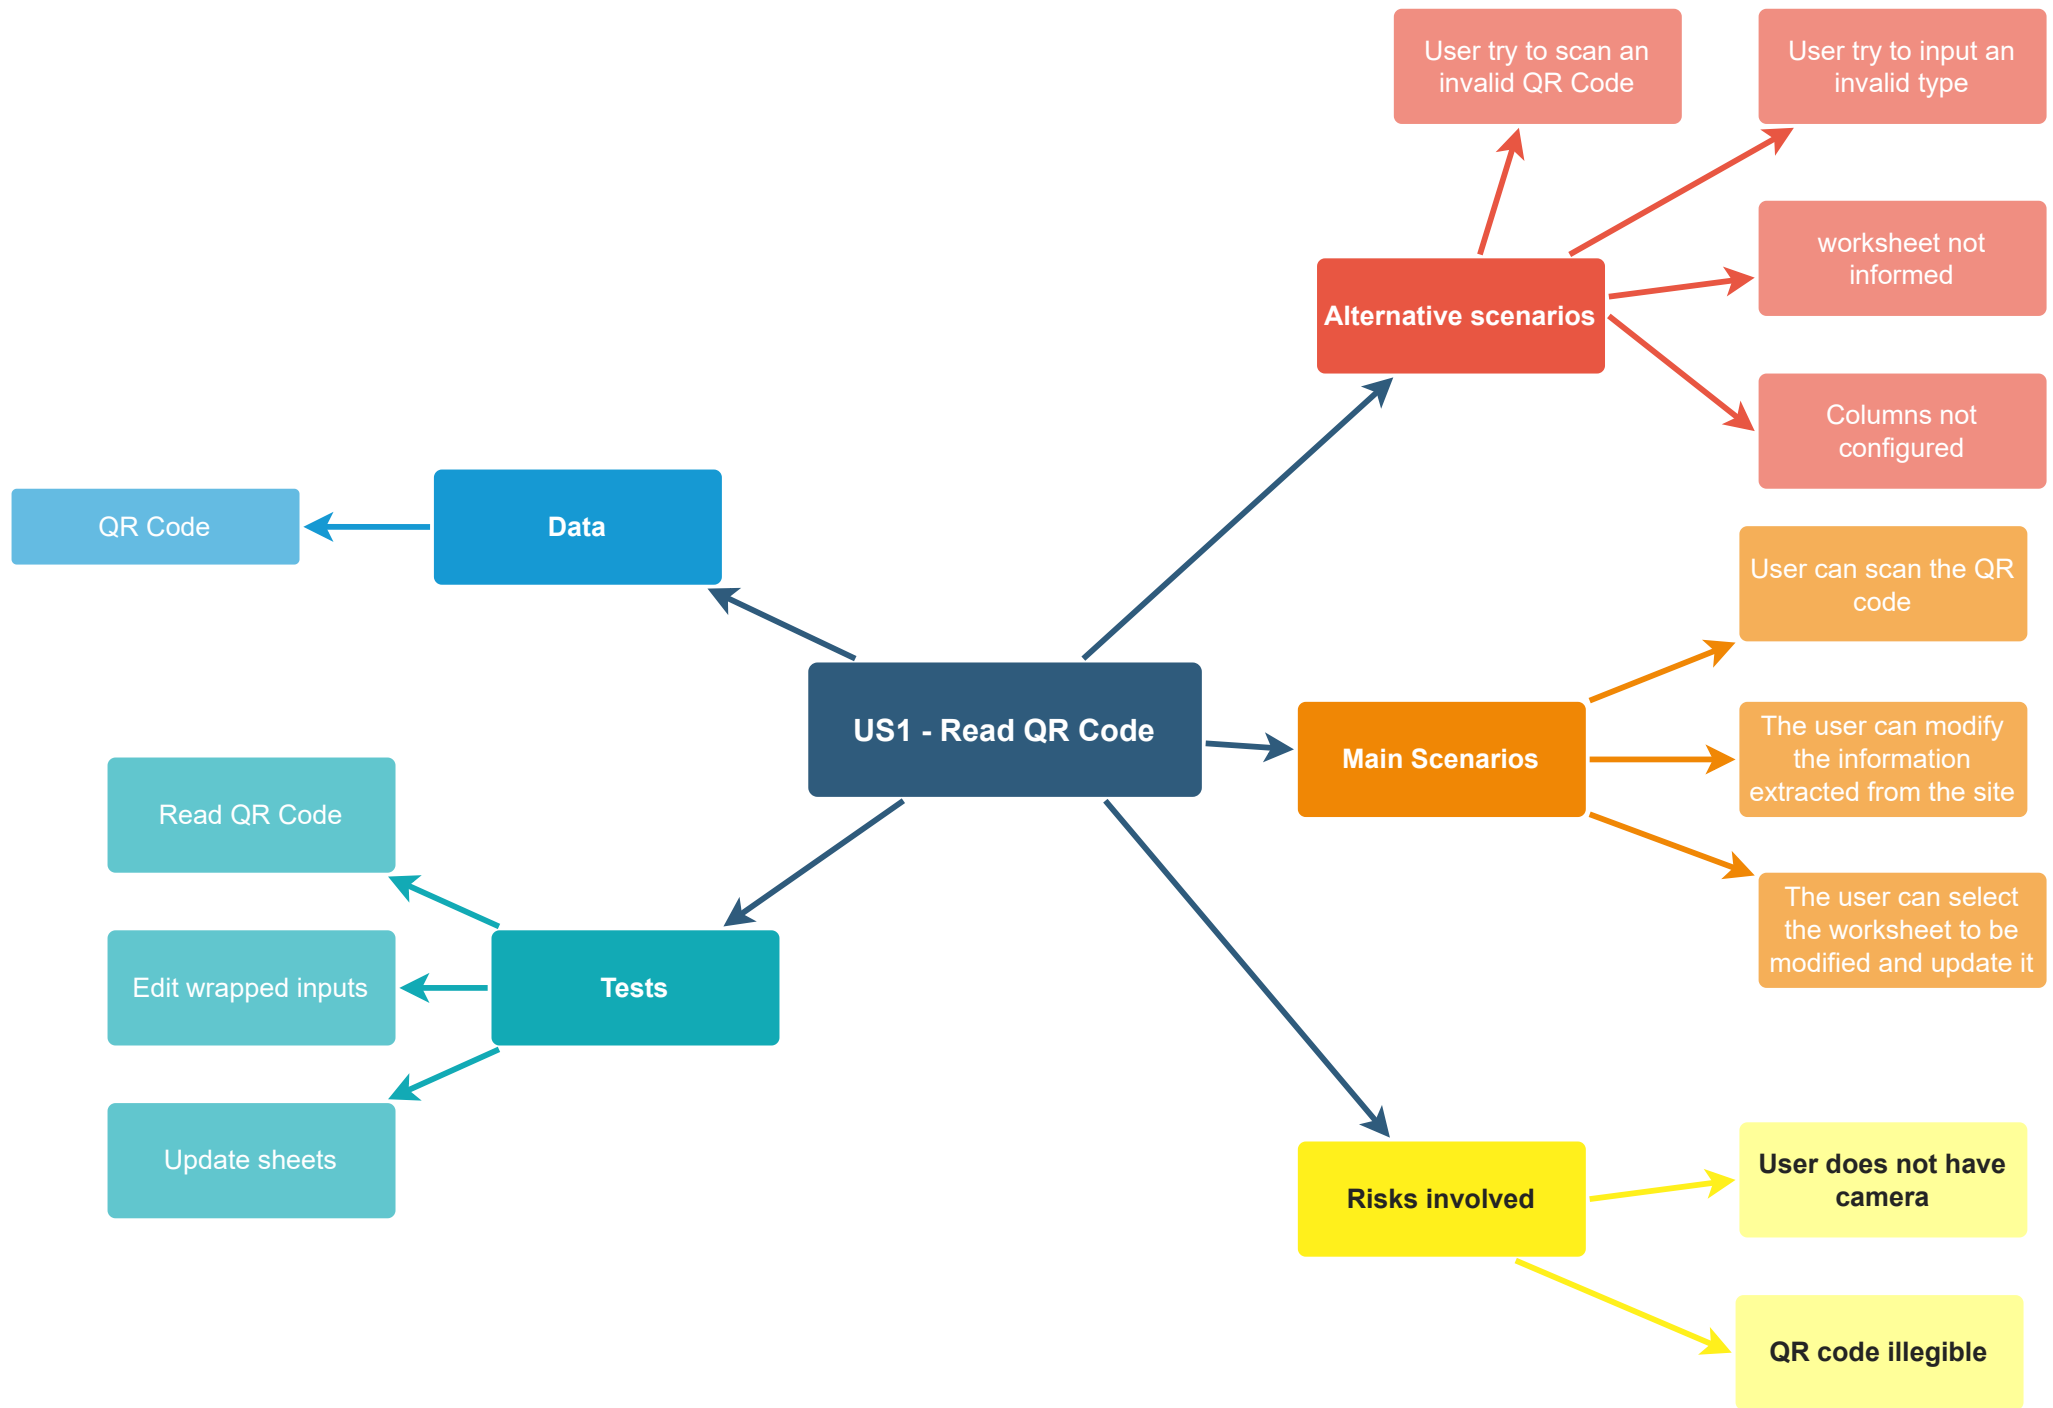 User try to scan an
invalid QR Code
User try to input an
invalid type
worksheet not
informed
Alternative scenarios
Columns not
configured
QR Code
Data
User can scan the QR
code
US1 - Read QR Code
Main Scenarios
The user can modify
the information
extracted from the site
Read QR Code
The user can select
the worksheet to be
modified and update it
Edit wrapped inputs
Tests
Update sheets
Risks involved
User does not have
camera
QR code illegible